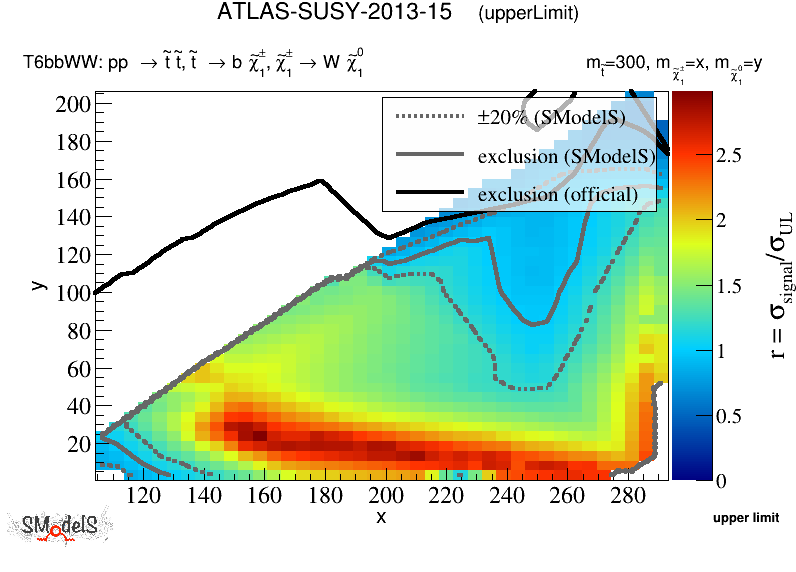 ATLAS-SUSY-2013-15 (upperLimit)
T6bbWW: pp → t̃ t̃, t̃ → b χ̃₁±, χ̃₁± → W χ̃₁⁰
m_t̃=300, m_χ̃₁±=x, m_χ̃₁⁰=y
±20% (SModelS)
exclusion (SModelS)
exclusion (official)
200
180
160
140
120
100
80
60
40
20
y
120 140 160 180 200 220 240 260 280
x
2.5
2
1.5
1
0.5
0
r = σ_signal/σ_UL
SModelS
upper limit